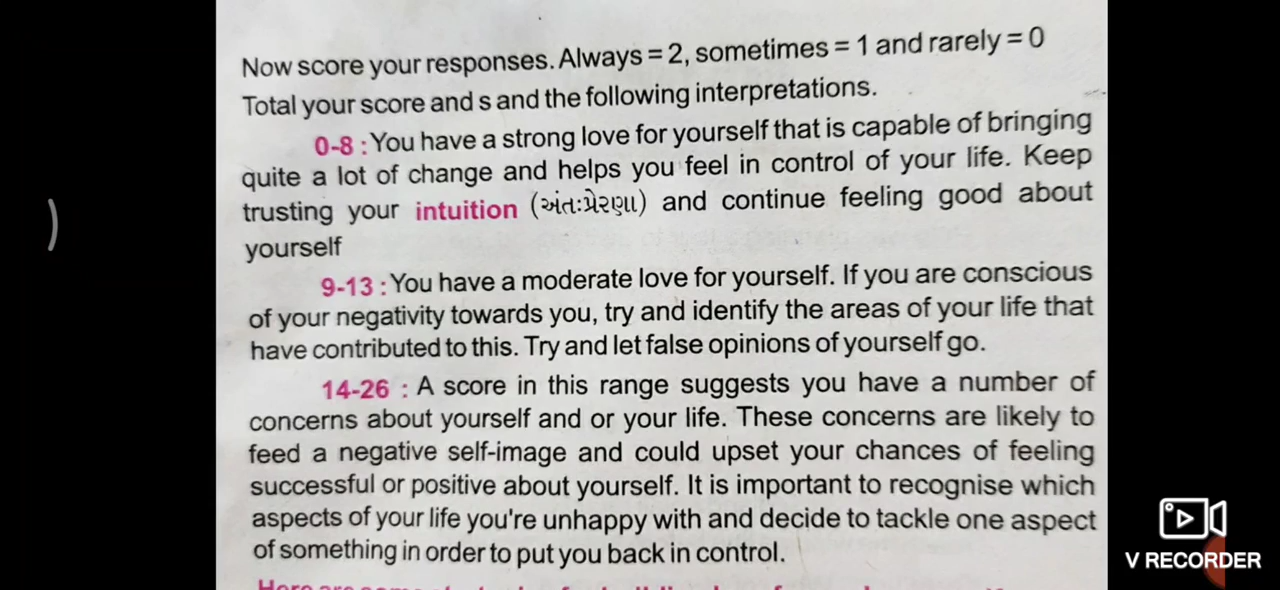 Now score your responses. Always = 2, sometimes = 1 and rarely = 0
Total your score and s and the following interpretations.
0-8 : You have a strong love for yourself that is capable of bringing
quite a lot of change and helps you feel in control of your life. Keep
trusting your intuition (અંતઃપ્રેરણા) and continue feeling good about
yourself
9-13 : You have a moderate love for yourself. If you are conscious
of your negativity towards you, try and identify the areas of your life that
have contributed to this. Try and let false opinions of yourself go.
14-26 : A score in this range suggests you have a number of
concerns about yourself and or your life. These concerns are likely to
feed a negative self-image and could upset your chances of feeling
successful or positive about yourself. It is important to recognise which
aspects of your life you're unhappy with and decide to tackle one aspect
of something in order to put you back in control.
V RECORDER